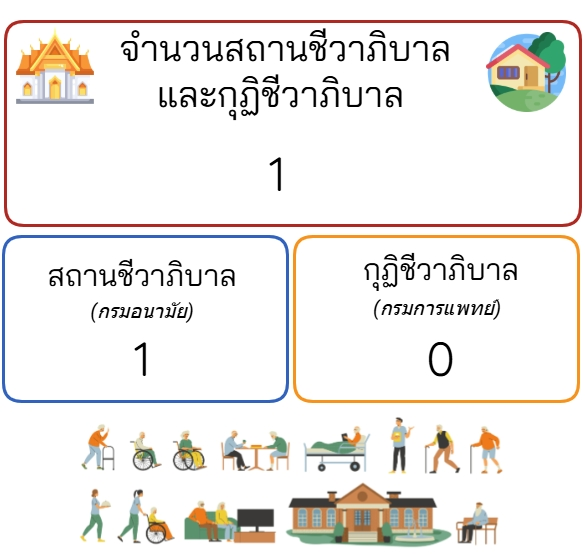 จำนวนสถานชีวาภิบาล
และกุฏิชีวาภิบาล
1
สถานชีวาภิบาล
(กรมอนามัย)
1
กุฏิชีวาภิบาล
(กรมการแพทย์)
0